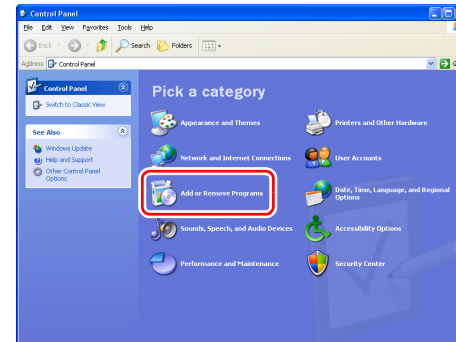 Control Panel
File Edit View Favorites Tools Help
Back Search Folders
Address Control Panel
Control Panel
Switch to Classic View
See Also
Windows Update
Help and Support
Other Control Panel
Options
Pick a category
Appearance and Themes
Printers and Other Hardware
Network and Internet Connections
User Accounts
Add or Remove Programs
Date, Time, Language, and Regional
Options
Sounds, Speech, and Audio Devices
Accessibility Options
Performance and Maintenance
Security Center